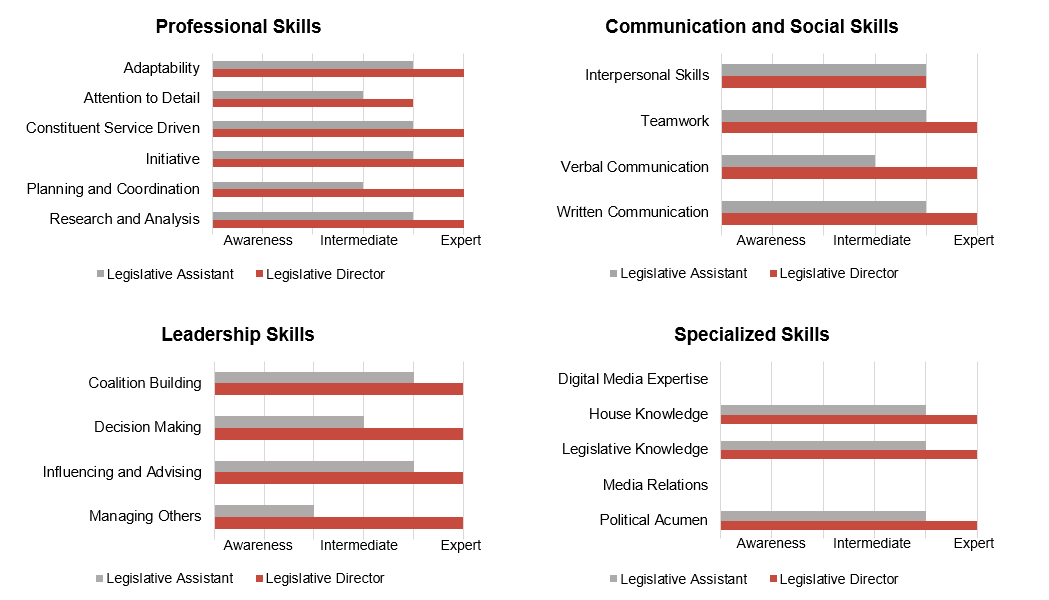 Professional Skills
Adaptability
Attention to Detail
Constituent Service Driven
Initiative
Planning and Coordination
Research and Analysis
Awareness Intermediate Expert
Legislative Assistant Legislative Director
Communication and Social Skills
Interpersonal Skills
Teamwork
Verbal Communication
Written Communication
Awareness Intermediate Expert
Legislative Assistant Legislative Director
Leadership Skills
Coalition Building
Decision Making
Influencing and Advising
Managing Others
Awareness Intermediate Expert
Legislative Assistant Legislative Director
Specialized Skills
Digital Media Expertise
House Knowledge
Legislative Knowledge
Media Relations
Political Acumen
Awareness Intermediate Expert
Legislative Assistant Legislative Director